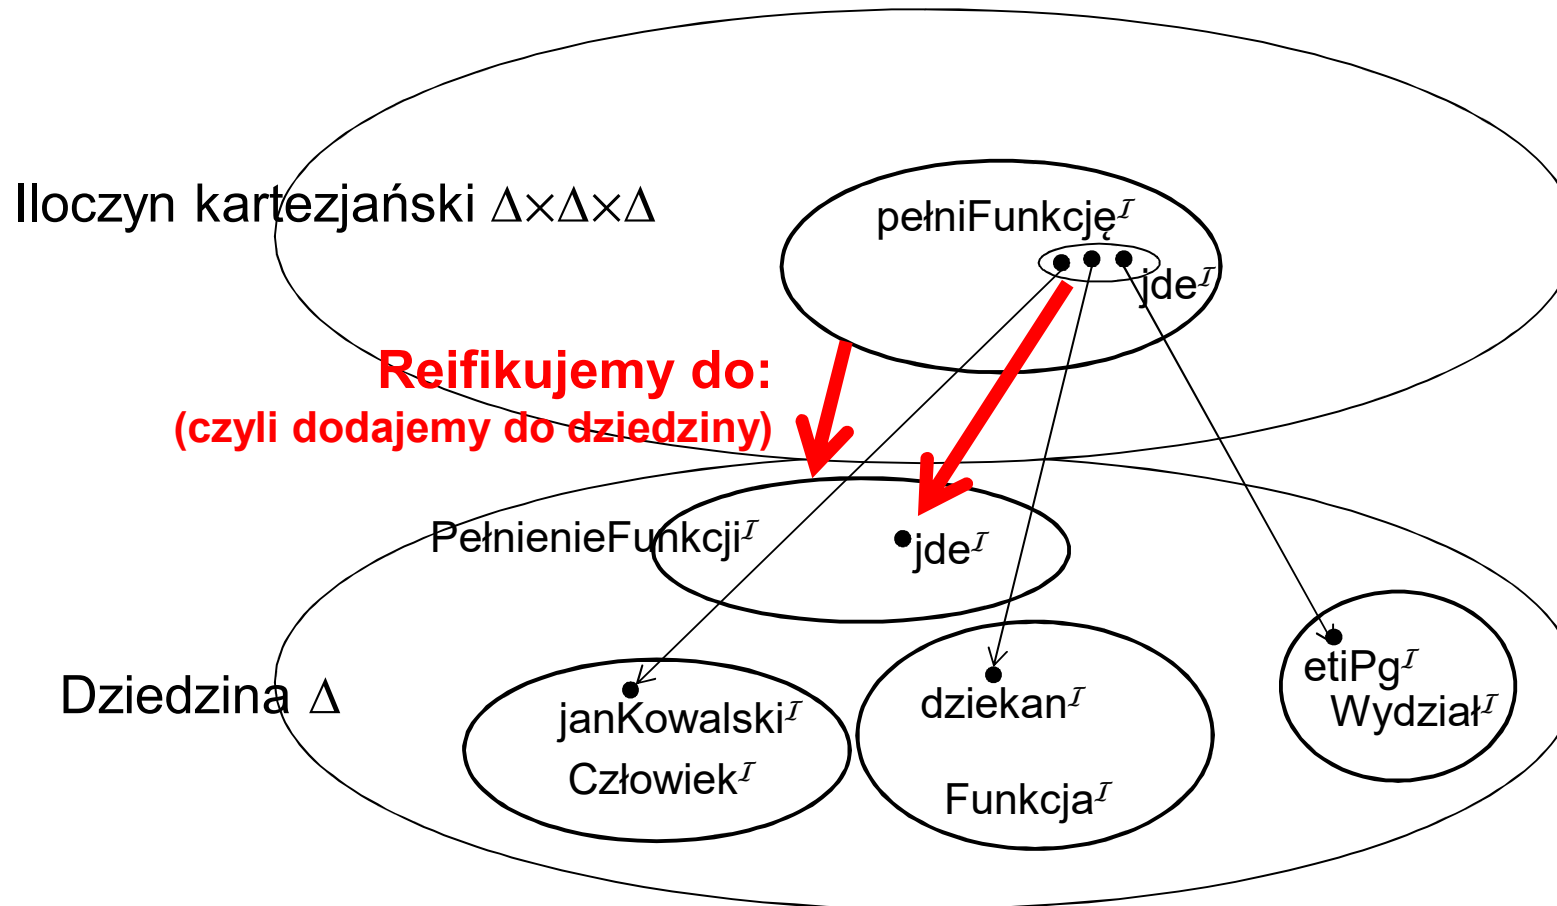 Iloczyn kartezjański Δ×Δ×Δ
pełniFunkcję^ℐ
jde^ℐ
Reifikujemy do:
(czyli dodajemy do dziedziny)
PełnienieFunkcji^ℐ
jde^ℐ
Dziedzina Δ
janKowalski^ℐ
Człowiek^ℐ
dziekan^ℐ
Funkcja^ℐ
etiPg^ℐ
Wydział^ℐ